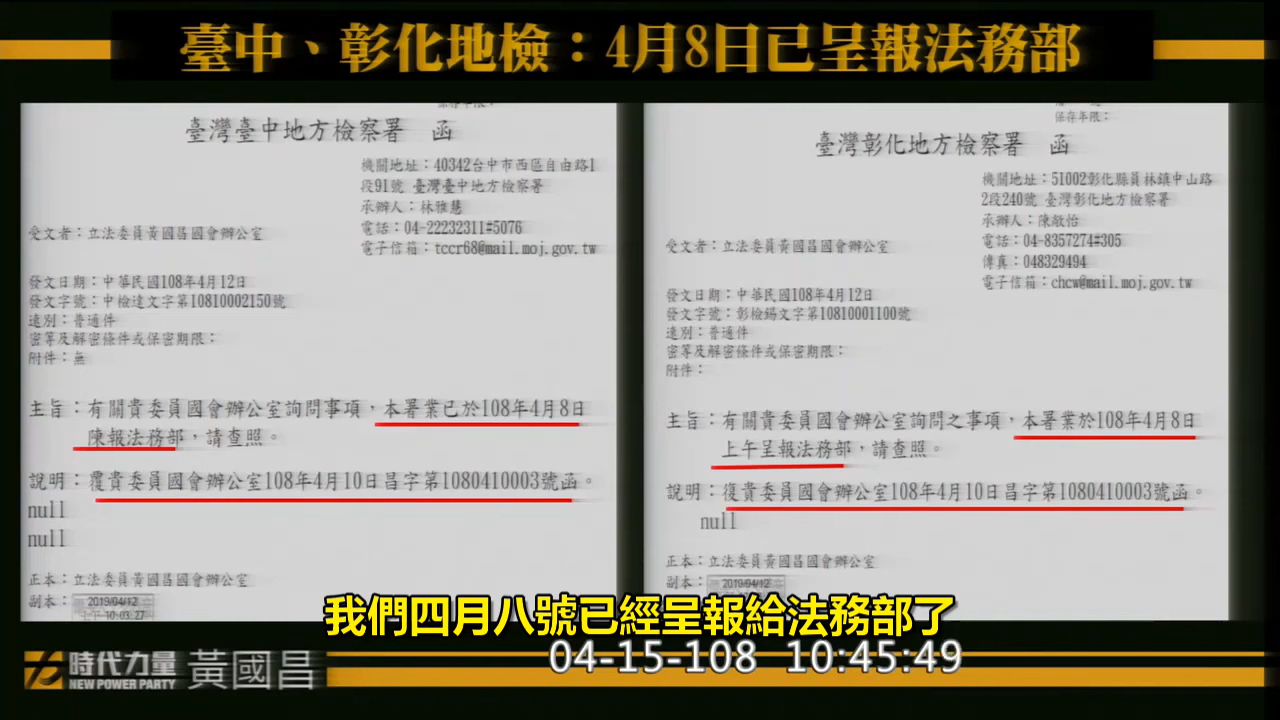 臺中、彰化地檢：4月8日已呈報法務部
臺灣臺中地方檢察署 函
機關地址：40342台中市西區自由路1
段91號 臺灣臺中地方檢察署
承辦人：林雅慧
電話：04-22232311#5076
電子信箱：tccr68@mail.moj.gov.tw
受文者：立法委員黃國昌國會辦公室
發文日期：中華民國108年4月12日
發文字號：中檢達文字第10810002150號
速別：普通件
密等及解密條件或保密期限：
附件：無
主旨：有關貴委員國會辦公室詢問事項，本署業已於108年4月8日
陳報法務部，請查照。
說明：覆貴委員國會辦公室108年4月10日昌字第1080410003號函。
null
null
正本：立法委員黃國昌國會辦公室
副本：
2019/04/12
10:03:27
保存年限：
臺灣彰化地方檢察署 函
機關地址：51002彰化縣員林鎮中山路
2段240號 臺灣彰化地方檢察署
承辦人：陳敬怡
電話：04-8357274#305
傳真：048329494
電子信箱：chcw@mail.moj.gov.tw
受文者：立法委員黃國昌國會辦公室
發文日期：中華民國108年4月12日
發文字號：彰檢錫文字第10810001100號
速別：普通件
密等及解密條件或保密期限：
附件：
主旨：有關貴委員國會辦公室詢問之事項，本署業於108年4月8日
上午呈報法務部，請查照。
說明：復貴委員國會辦公室108年4月10日昌字第1080410003號函。
null
正本：立法委員黃國昌國會辦公室
副本：
2019/04/12
我們四月八號已經呈報給法務部了
04-15-108 10:45:49
時代力量 黃國昌
NEW POWER PARTY